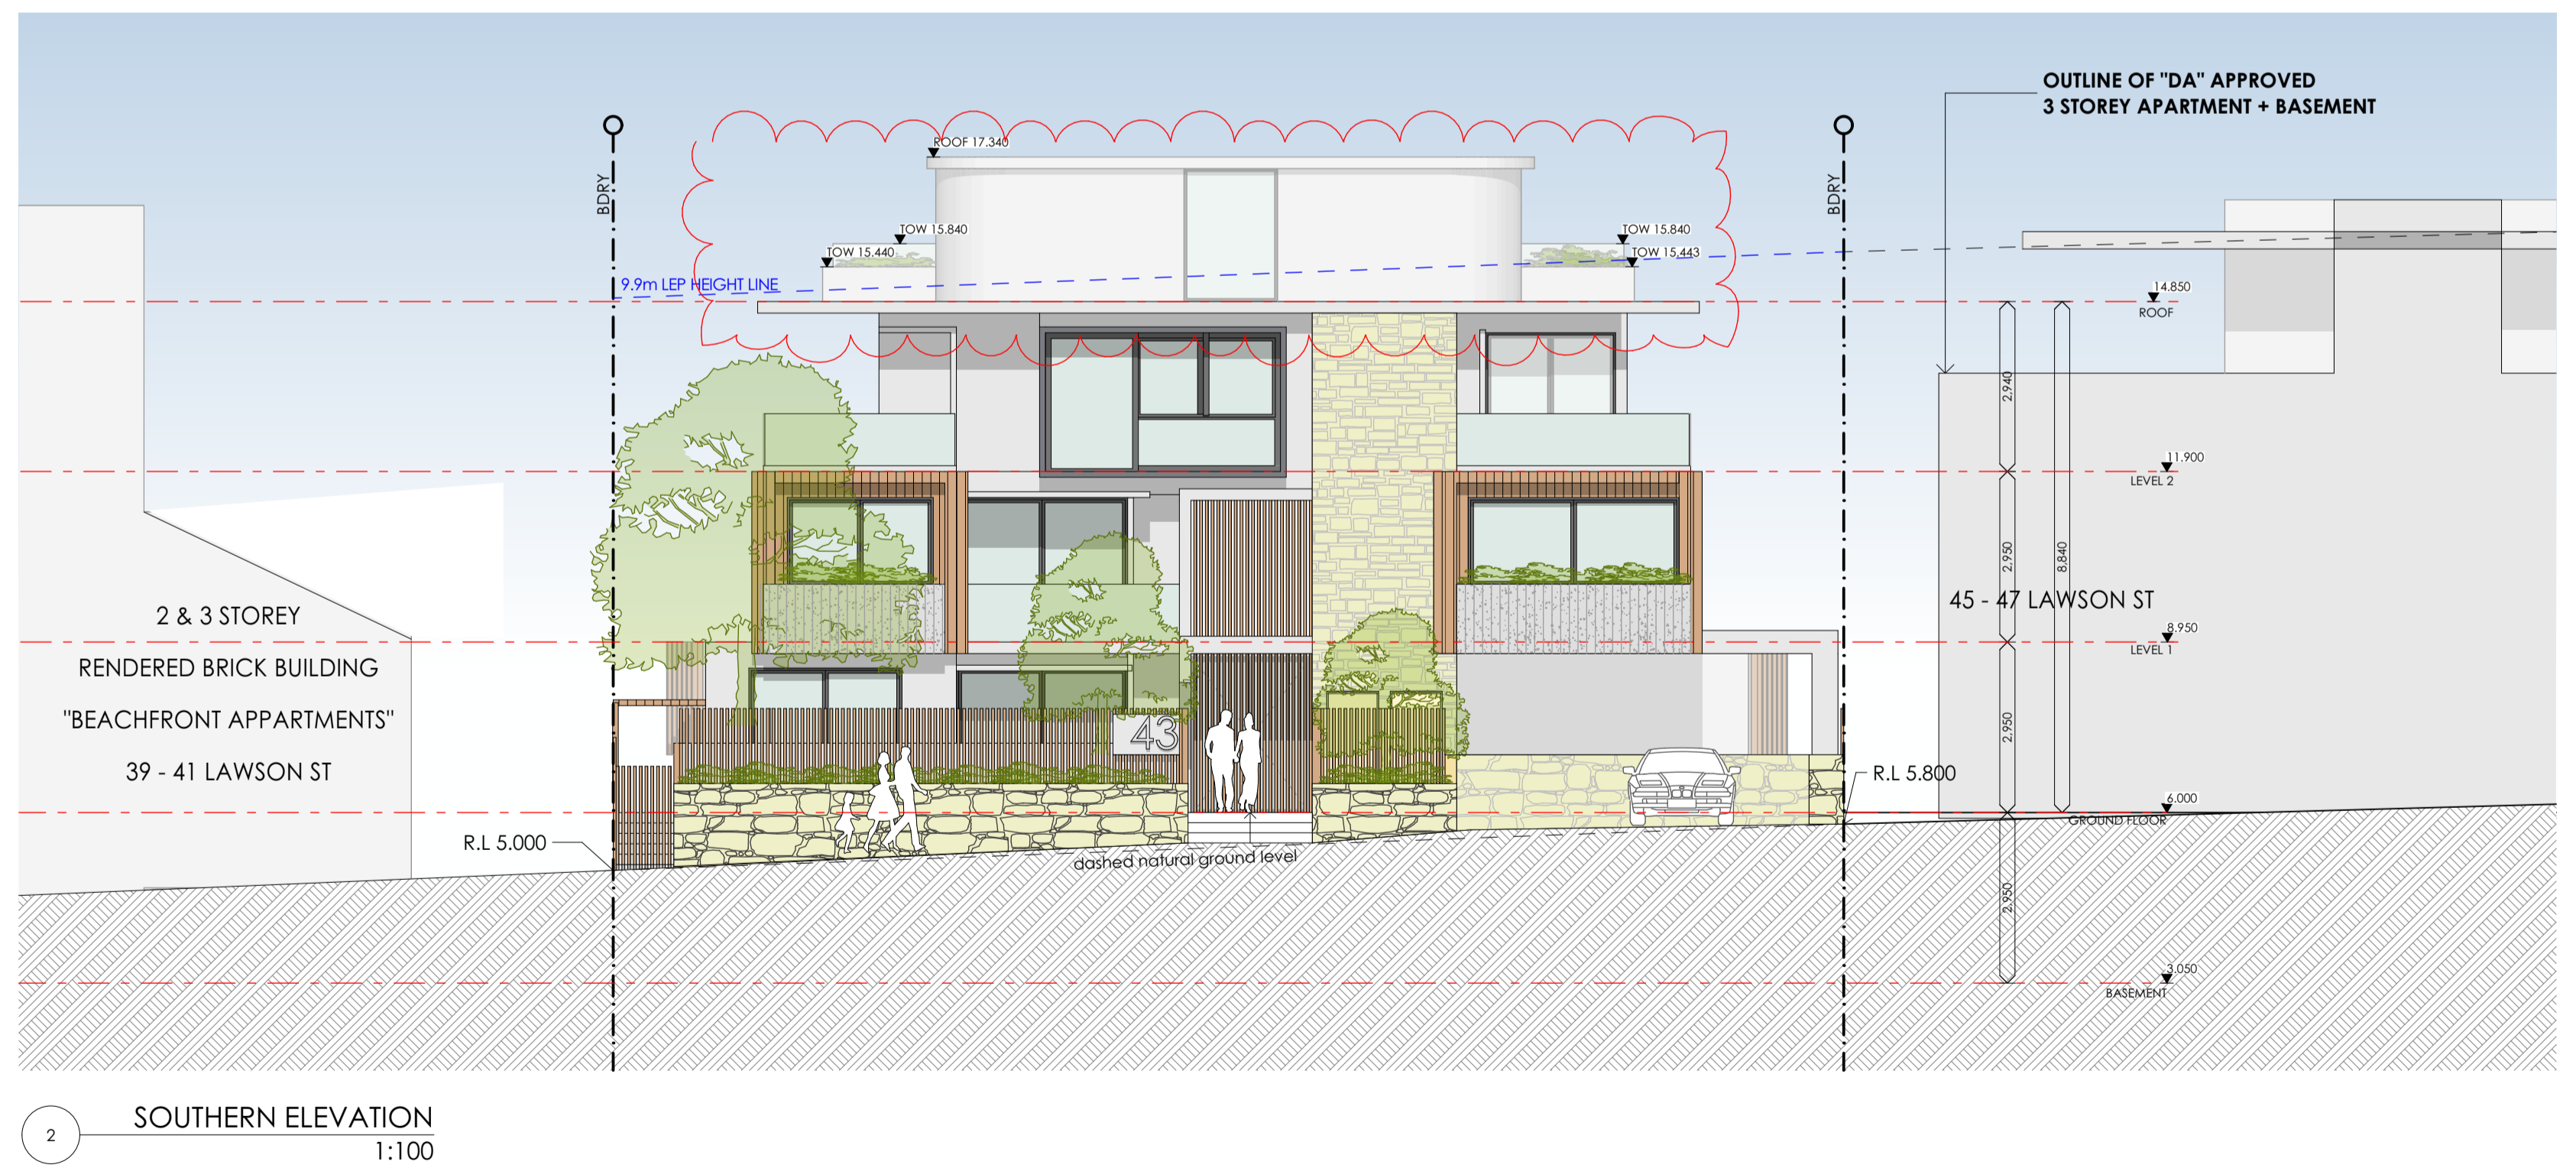 OUTLINE OF "DA" APPROVED
3 STOREY APARTMENT + BASEMENT
ROOF 17.340
BDRY
BDRY
TOW 15.840
TOW 15.440
TOW 15.840
TOW 15.443
9.9m LEP HEIGHT LINE
14.850
ROOF
2,940
11.900
LEVEL 2
2,950
8,840
45 - 47 LAWSON ST
8.950
LEVEL 1
2,950
2 & 3 STOREY
RENDERED BRICK BUILDING
"BEACHFRONT APPARTMENTS"
39 - 41 LAWSON ST
43
R.L 5.800
6.000
GROUND FLOOR
R.L 5.000
dashed natural ground level
2,950
3.050
BASEMENT
2
SOUTHERN ELEVATION
1:100